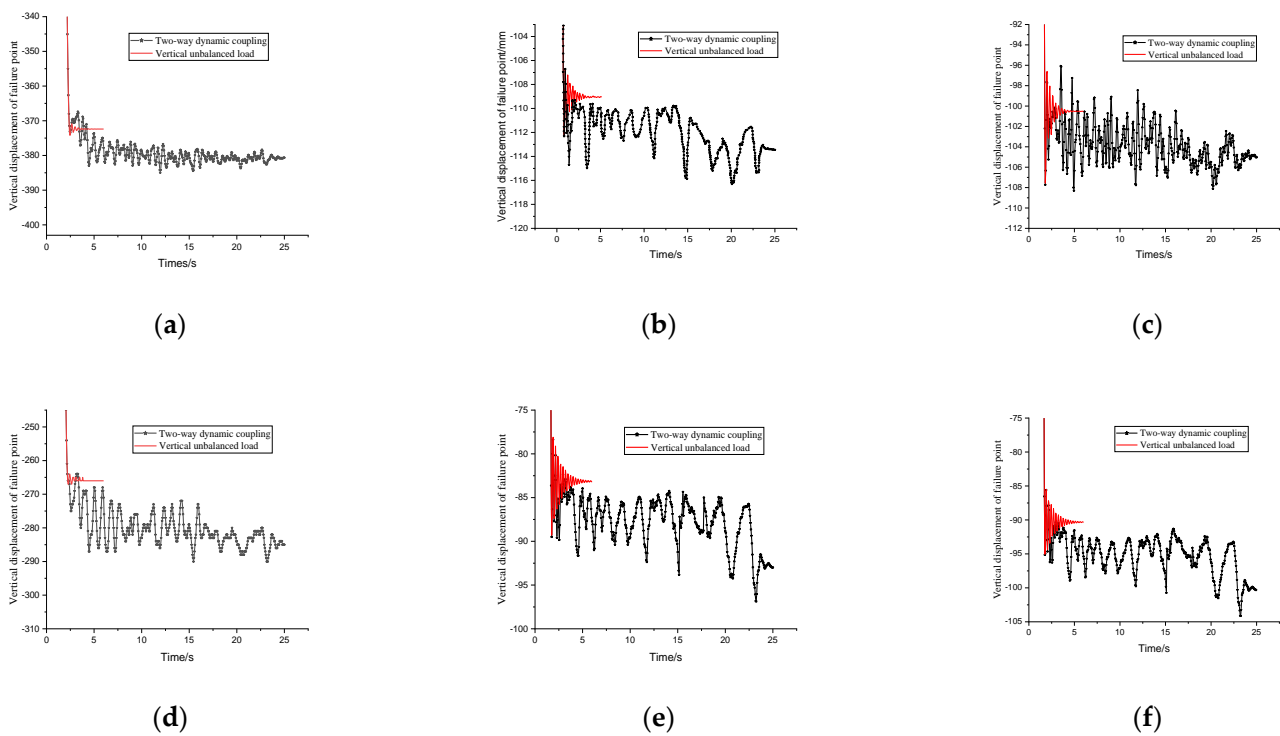 Vertical displacement of failure point
-340
-350
-360
-370
-380
-390
-400
0
5
10
15
20
25
Times/s
Two-way dynamic coupling
Vertical unbalanced load
(a)
Vertical displacement of failure point/mm
-104
-106
-108
-110
-112
-114
-116
-118
-120
0
5
10
15
20
25
Time/s
Two-way dynamic coupling
Vertical unbalanced load
(b)
Vertical displacement of failure point
-92
-94
-96
-98
-100
-102
-104
-106
-108
-110
-112
0
5
10
15
20
25
Times/s
Two-way dynamic coupling
Vertical unbalanced load
(c)
Vertical displacement of failure point
-250
-260
-270
-280
-290
-300
-310
0
5
10
15
20
25
Time/s
Two-way dynamic coupling
Vertical unbalanced load
(d)
Vertical displacement of failure point
-75
-80
-85
-90
-95
-100
0
5
10
15
20
25
Time/s
Two-way dynamic coupling
Vertical unbalanced load
(e)
Vertical displacement of failure point
-75
-80
-85
-90
-95
-100
-105
0
5
10
15
20
25
Time/s
Two-way dynamic coupling
Vertical unbalanced load
(f)